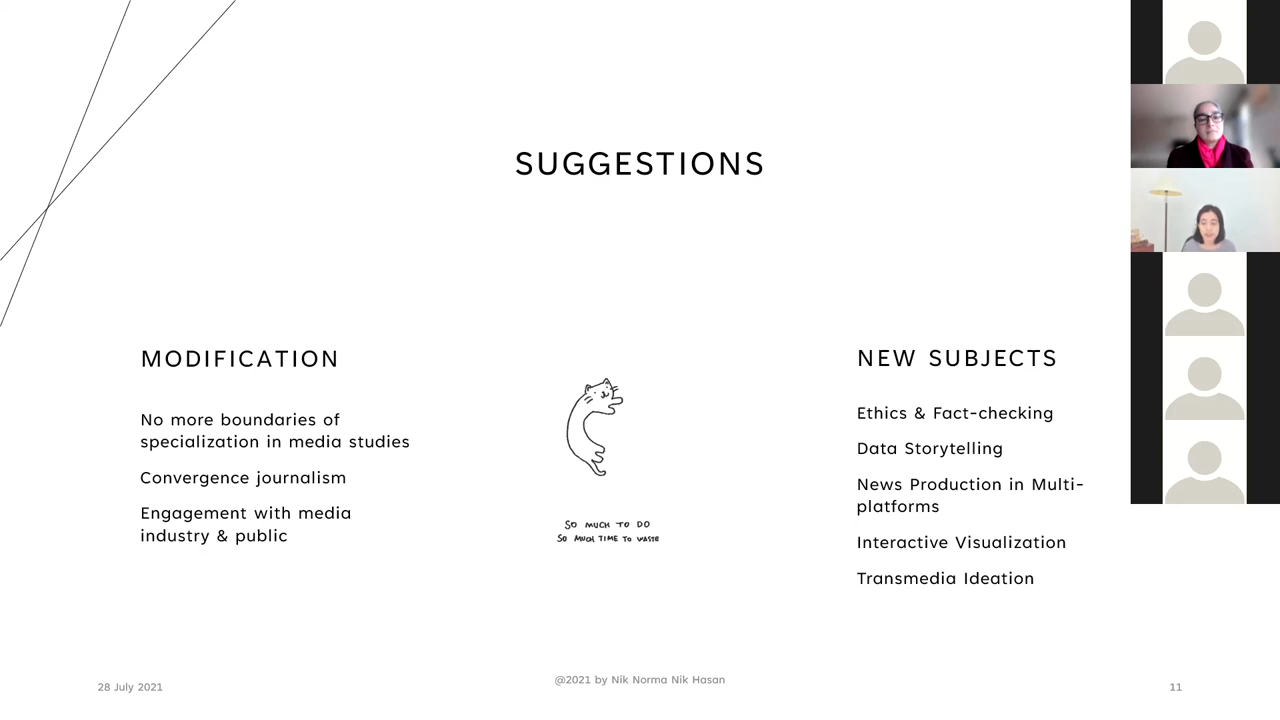 SUGGESTIONS
MODIFICATION
No more boundaries of
specialization in media studies
Convergence journalism
Engagement with media
industry & public
SO MUCH TO DO
SO MUCH TIME TO WASTE
NEW SUBJECTS
Ethics & Fact-checking
Data Storytelling
News Production in Multi-
platforms
Interactive Visualization
Transmedia Ideation
28 July 2021
@2021 by Nik Norma Nik Hasan
11